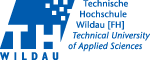 TH
WILDAU
Technische
Hochschule
Wildau [FH]
Technical University
of Applied Sciences